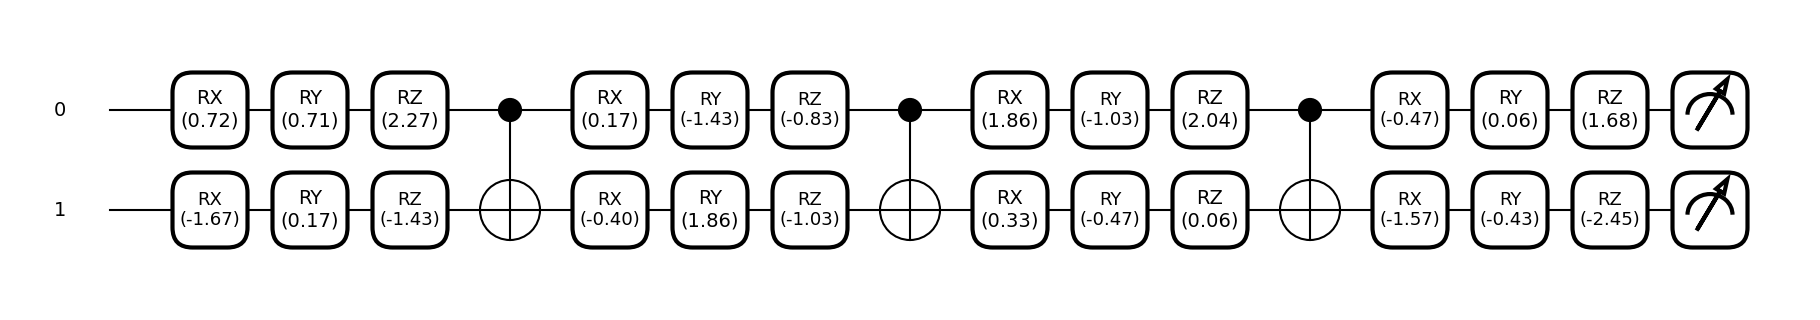 0 RX RY RZ RX RY RZ RX RY RZ RX RY RZ
(0.72) (0.71) (2.27) (0.17) (-1.43) (-0.83) (1.86) (-1.03) (2.04) (-0.47) (0.06) (1.68)
1 RX RY RZ RX RY RZ RX RY RZ RX RY RZ
(-1.67) (0.17) (-1.43) (-0.40) (1.86) (-1.03) (0.33) (-0.47) (0.06) (-1.57) (-0.43) (-2.45)